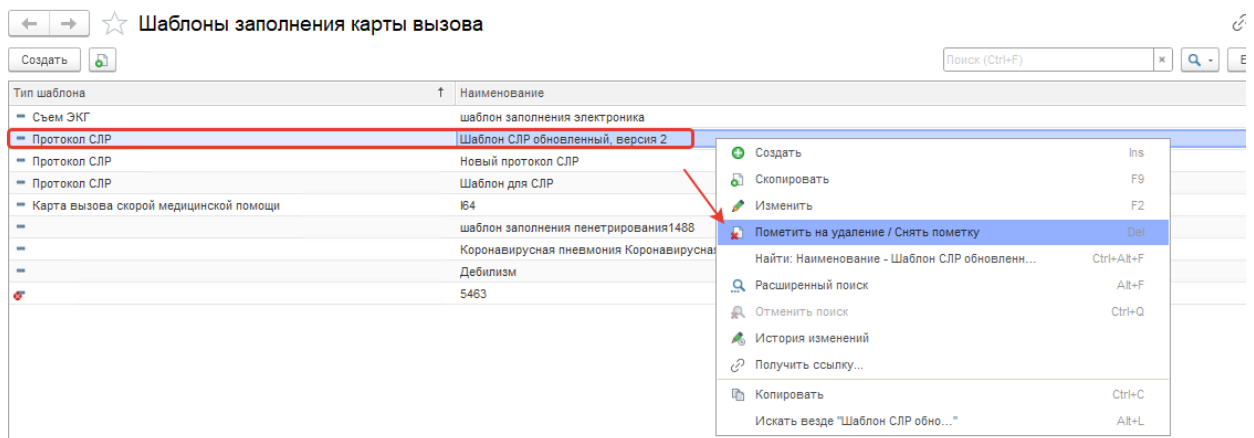 Шаблоны заполнения карты вызова
Создать
Поиск (Ctrl+F)
Тип шаблона Наименование
Съем ЭКГ шаблон заполнения электроника
Протокол СЛР Шаблон СЛР обновленный, версия 2
Протокол СЛР Новый протокол СЛР
Протокол СЛР Шаблон для СЛР
Карта вызова скорой медицинской помощи I64
шаблон заполнения пенетрирования1488
Коронавирусная пневмония Коронавирусная
Дебилизм
5463
Создать Ins
Скопировать F9
Изменить F2
Пометить на удаление / Снять пометку Del
Найти: Наименование - Шаблон СЛР обновленн... Ctrl+Alt+F
Расширенный поиск Alt+F
Отменить поиск Ctrl+Q
История изменений
Получить ссылку...
Копировать Ctrl+C
Искать везде "Шаблон СЛР обно..." Alt+L